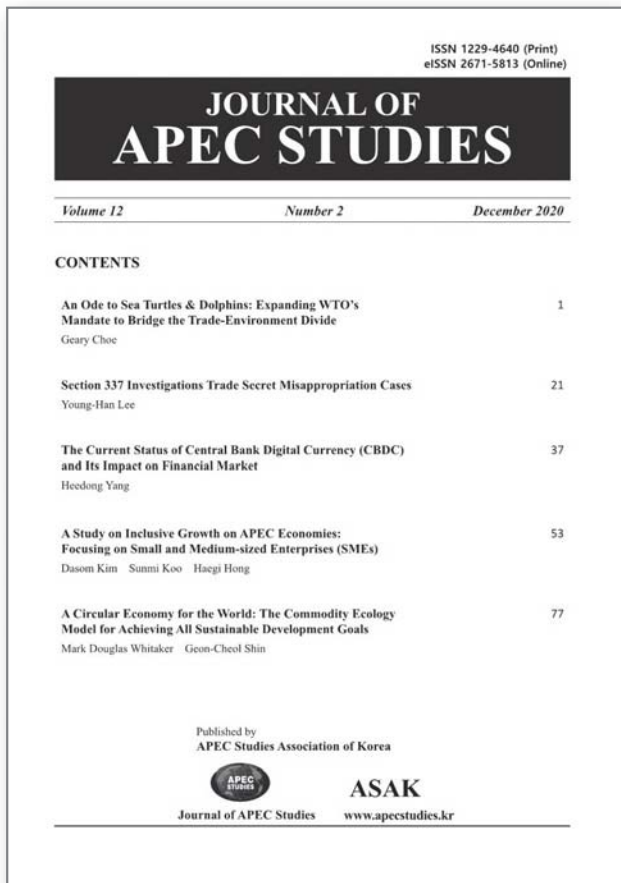 ISSN 1229-4640 (Print)
eISSN 2671-5813 (Online)
JOURNAL OF
APEC STUDIES
Volume 12 Number 2 December 2020
CONTENTS
An Ode to Sea Turtles & Dolphins: Expanding WTO's 1
Mandate to Bridge the Trade-Environment Divide
Geary Choe
Section 337 Investigations Trade Secret Misappropriation Cases 21
Young-Han Lee
The Current Status of Central Bank Digital Currency (CBDC) 37
and Its Impact on Financial Market
Heedong Yang
A Study on Inclusive Growth on APEC Economies: 53
Focusing on Small and Medium-sized Enterprises (SMEs)
Dasom Kim Sunmi Koo Haegi Hong
A Circular Economy for the World: The Commodity Ecology 77
Model for Achieving All Sustainable Development Goals
Mark Douglas Whitaker Geon-Cheol Shin
Published by
APEC Studies Association of Korea
APEC
STUDIES
ASAK
Journal of APEC Studies www.apecstudies.kr